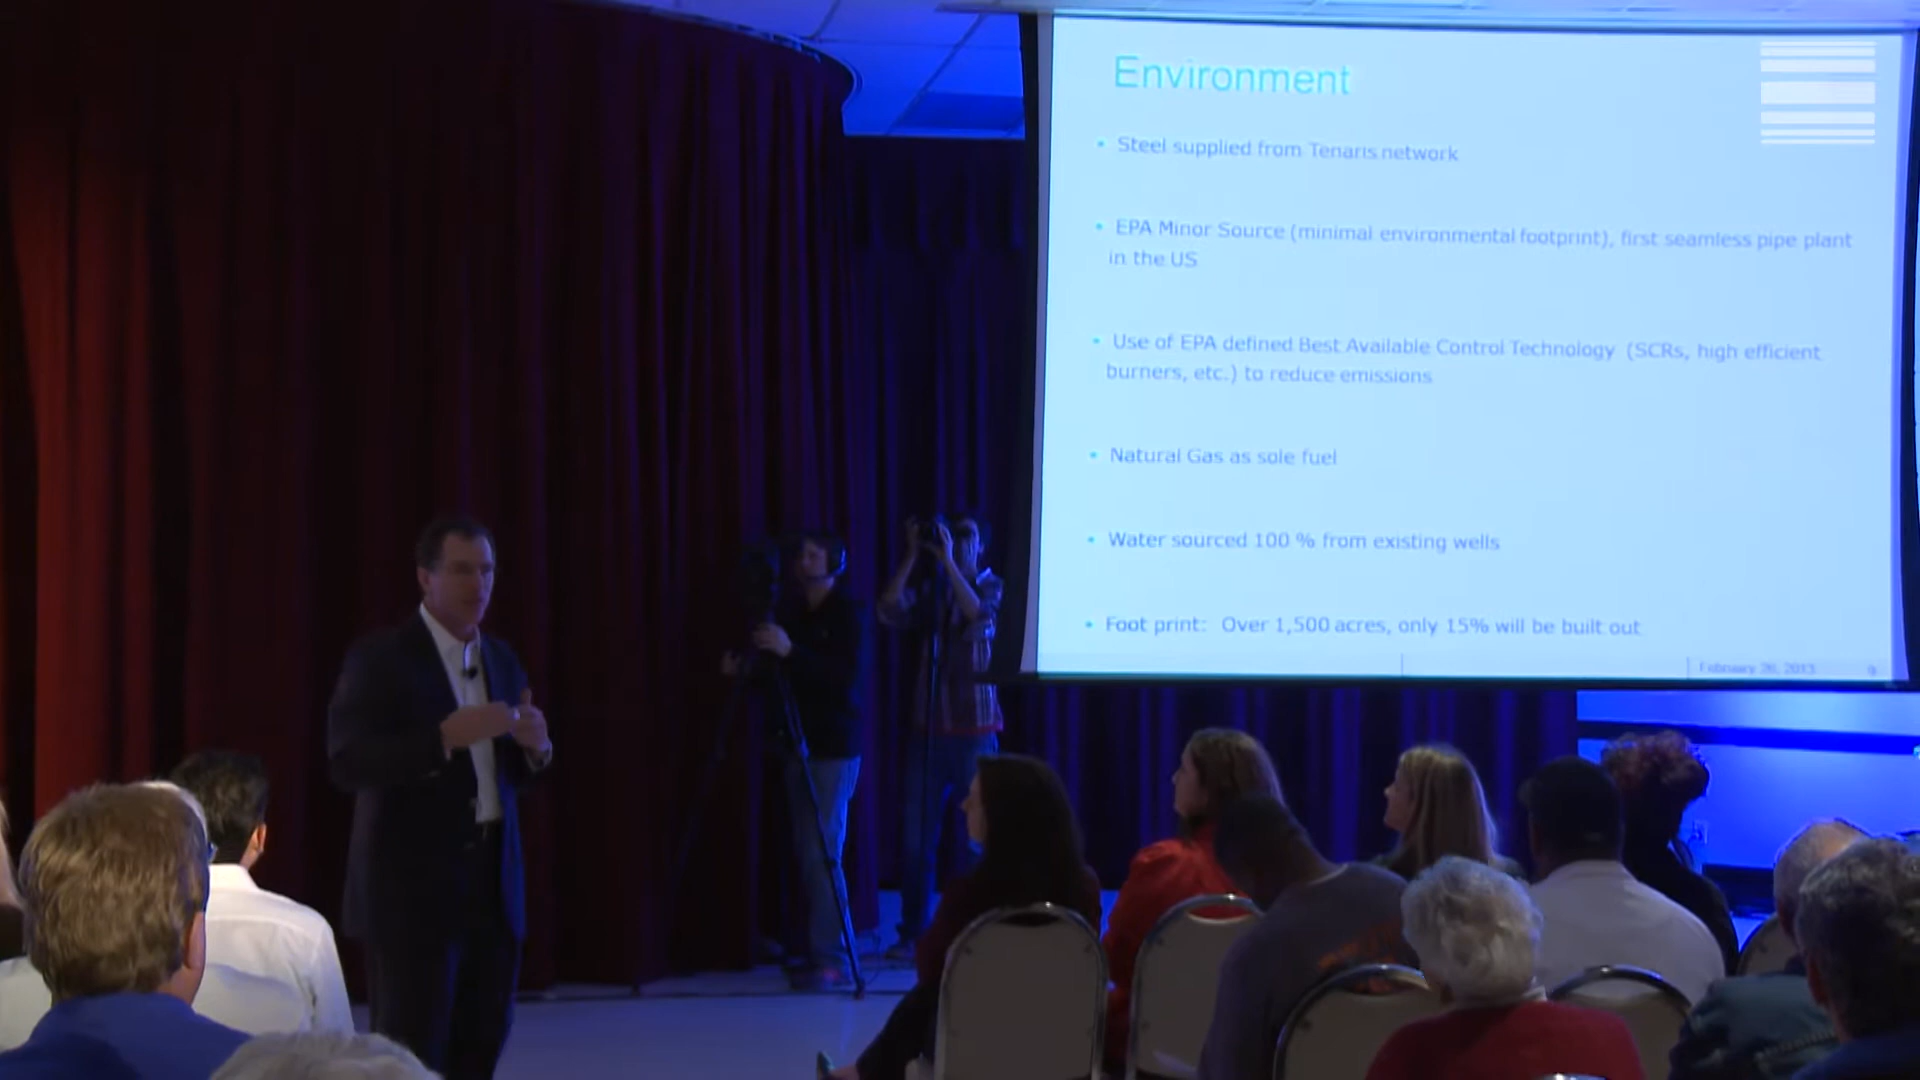 Environment
• Steel supplied from Tenaris network
• EPA Minor Source (minimal environmental footprint), first seamless pipe plant
in the US
• Use of EPA defined Best Available Control Technology (SCRs, high efficient
burners, etc.) to reduce emissions
• Natural Gas as sole fuel
• Water sourced 100 % from existing wells
• Foot print: Over 1,500 acres, only 15% will be built out
February 2013